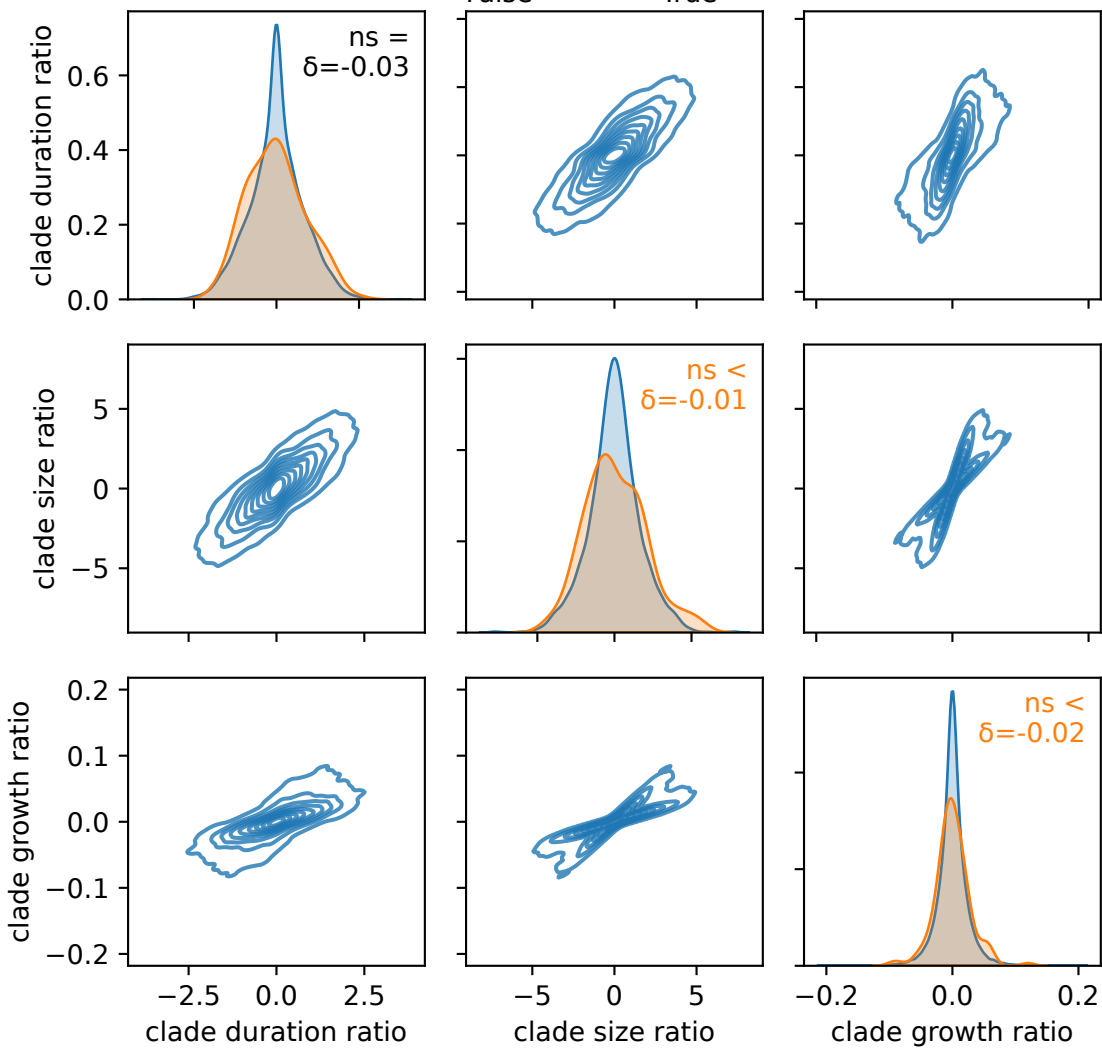 clade duration ratio
0.6
0.4
0.2
0.0
ns =
δ=-0.03
clade size ratio
5
0
−5
ns <
δ=-0.01
clade growth ratio
0.2
0.1
0.0
−0.1
−0.2
ns <
δ=-0.02
−2.5
0.0
2.5
clade duration ratio
−5
0
5
clade size ratio
−0.2
0.0
0.2
clade growth ratio